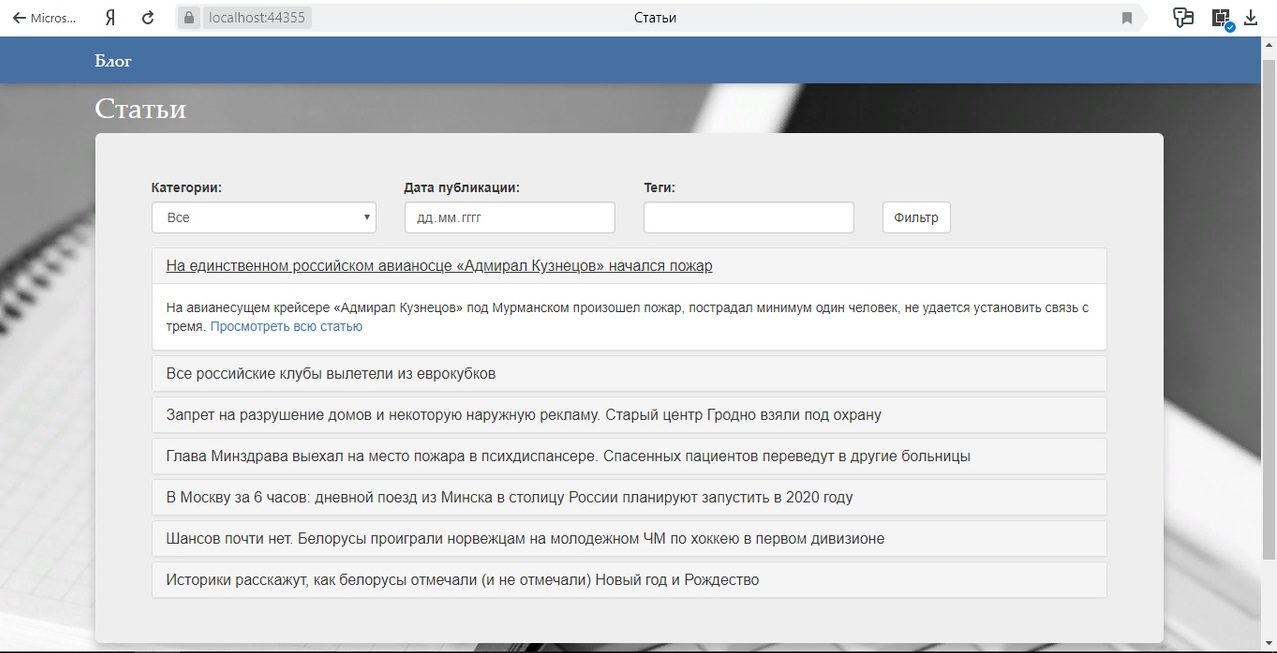 Micros...
Я
localhost:44355
Статьи
Блог
Статьи
Категории:
Дата публикации:
Теги:
Все
дд.мм.гггг
Фильтр
На единственном российском авианосце «Адмирал Кузнецов» начался пожар
На авианесущем крейсере «Адмирал Кузнецов» под Мурманском произошел пожар, пострадал минимум один человек, не удается установить связь с
тремя. Просмотреть всю статью
Все российские клубы вылетели из еврокубков
Запрет на разрушение домов и некоторую наружную рекламу. Старый центр Гродно взяли под охрану
Глава Минздрава выехал на место пожара в психдиспансере. Спасенных пациентов переведут в другие больницы
В Москву за 6 часов: дневной поезд из Минска в столицу России планируют запустить в 2020 году
Шансов почти нет. Белорусы проиграли норвежцам на молодежном ЧМ по хоккею в первом дивизионе
Историки расскажут, как белорусы отмечали (и не отмечали) Новый год и Рождество